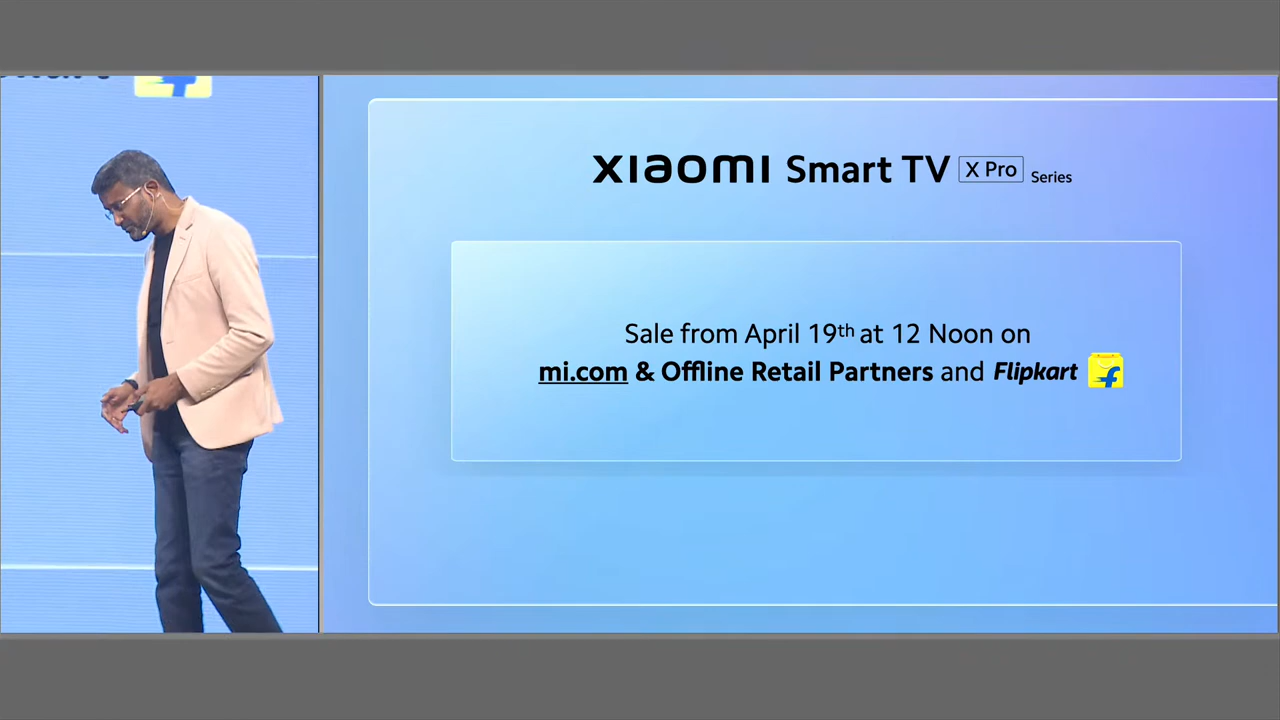 xiaomi Smart TV X Pro Series
Sale from April 19th at 12 Noon on
mi.com & Offline Retail Partners and Flipkart